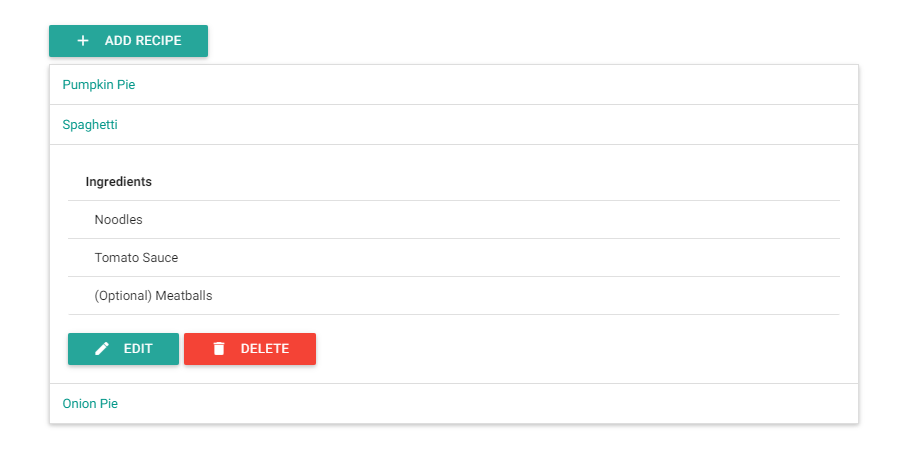 ADD RECIPE
Pumpkin Pie
Spaghetti
Ingredients
Noodles
Tomato Sauce
(Optional) Meatballs
EDIT DELETE
Onion Pie